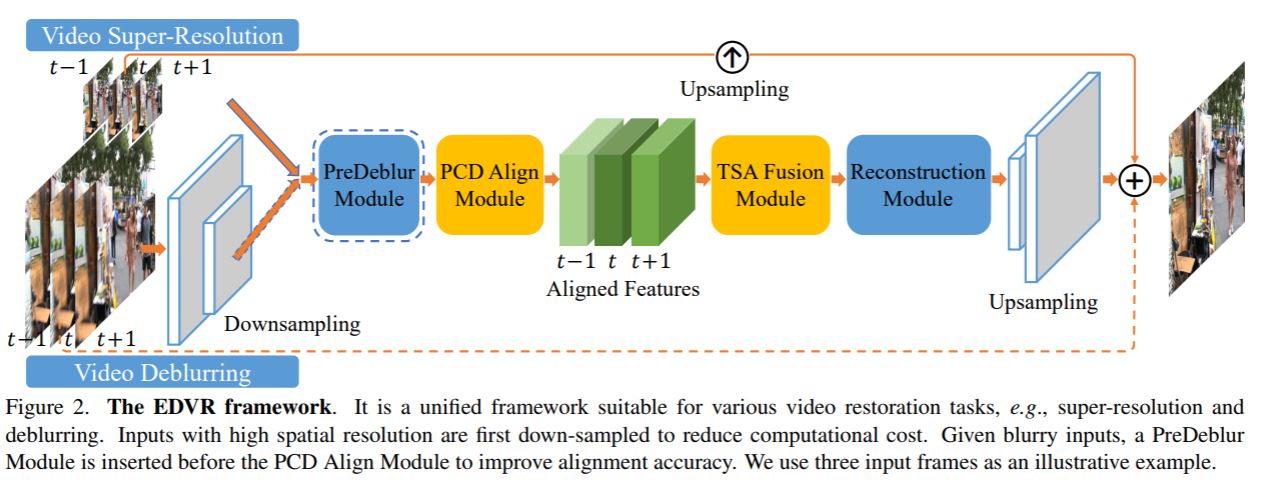 Video Super-Resolution
t−1 t t+1
Upsampling
PreDeblur
Module
PCD Align
Module
TSA Fusion
Module
Reconstruction
Module
t−1 t t+1
Aligned Features
Upsampling
Downsampling
t−1 t t+1
Video Deblurring
Figure 2. The EDVR framework. It is a unified framework suitable for various video restoration tasks, e.g., super-resolution and
deblurring. Inputs with high spatial resolution are first down-sampled to reduce computational cost. Given blurry inputs, a PreDeblur
Module is inserted before the PCD Align Module to improve alignment accuracy. We use three input frames as an illustrative example.